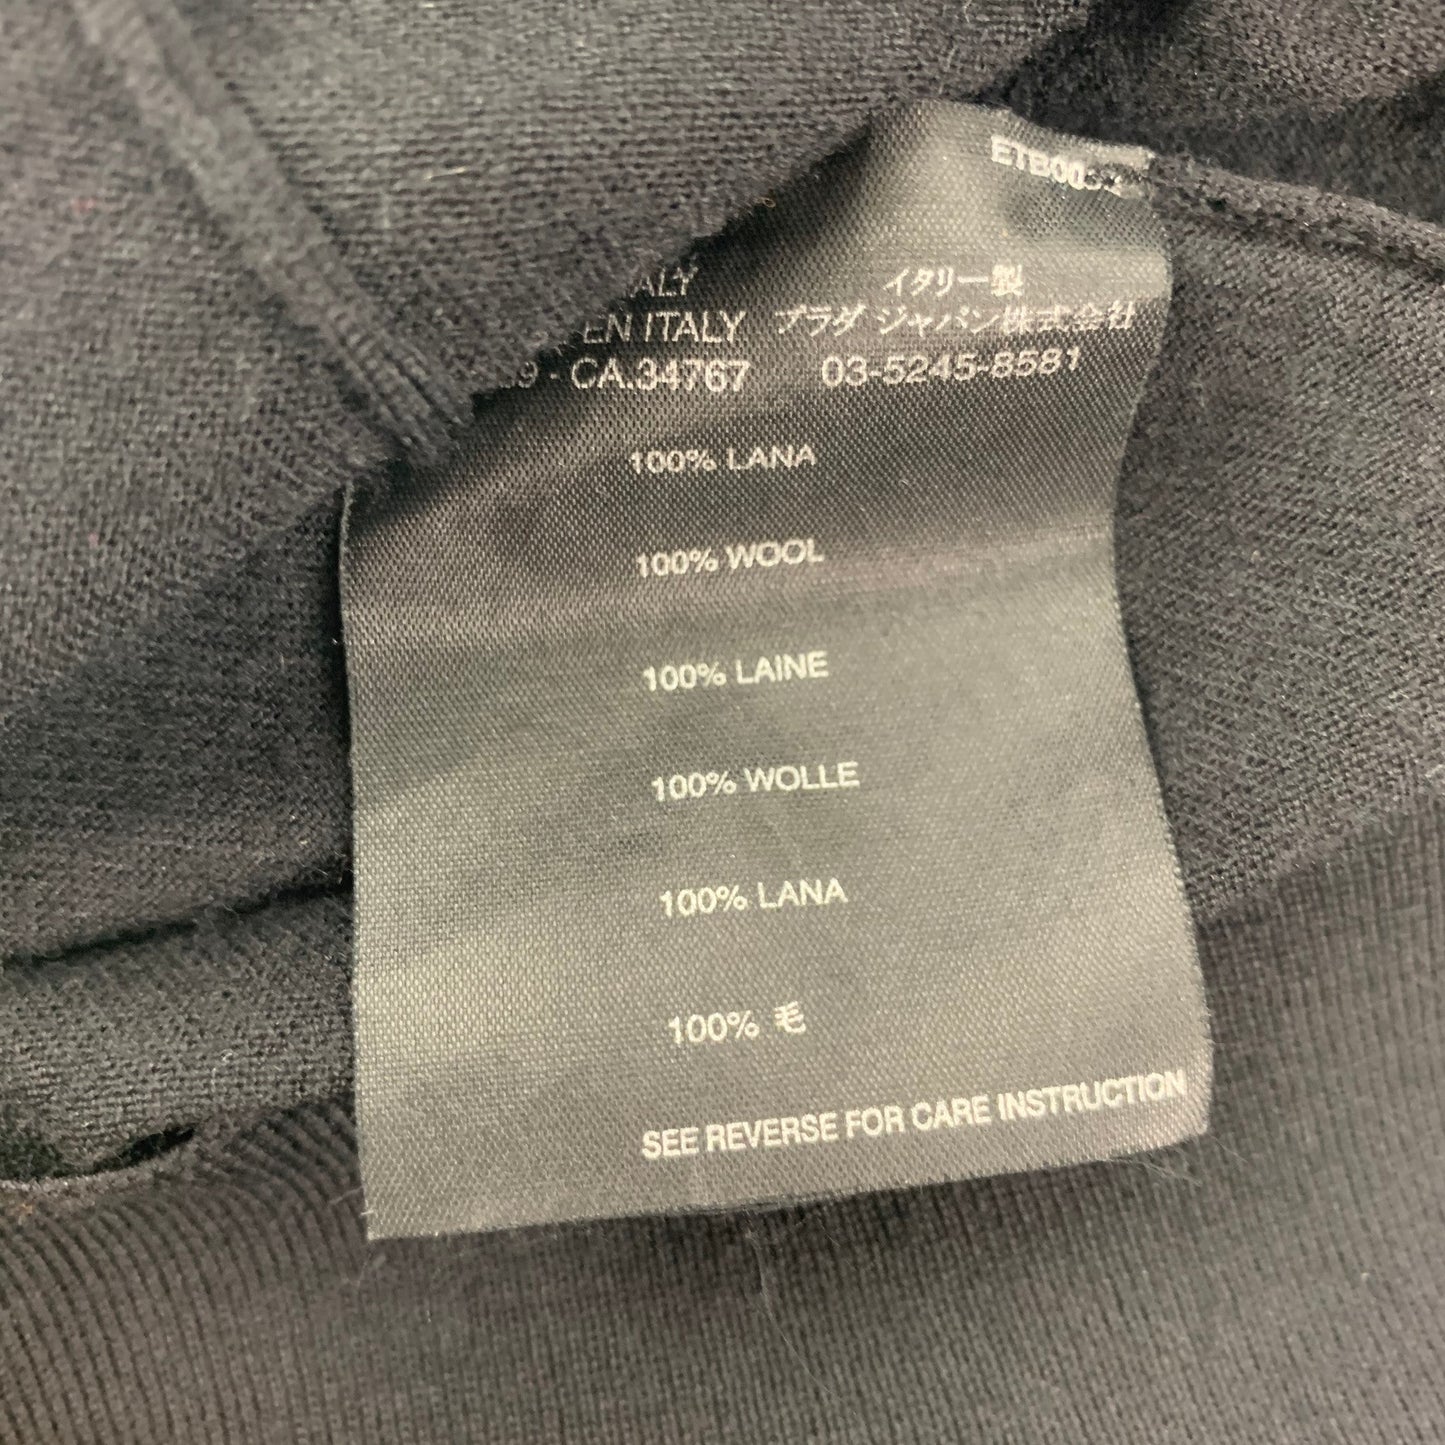 イタリー製
EN ITALY プラダ ジャパン株式会社
- CA.34767 03-5245-8581
100% LANA
100% WOOL
100% LAINE
100% WOLLE
100% LANA
100% 毛
SEE REVERSE FOR CARE INSTRUCTION